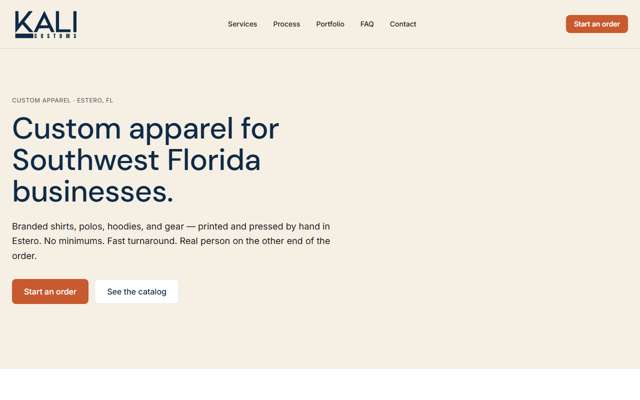 KALI
CUSTOMS
Services
Process
Portfolio
FAQ
Contact
Start an order
CUSTOM APPAREL · ESTERO, FL
Custom apparel for
Southwest Florida
businesses.
Branded shirts, polos, hoodies, and gear — printed and pressed by hand in
Estero. No minimums. Fast turnaround. Real person on the other end of the
order.
Start an order
See the catalog